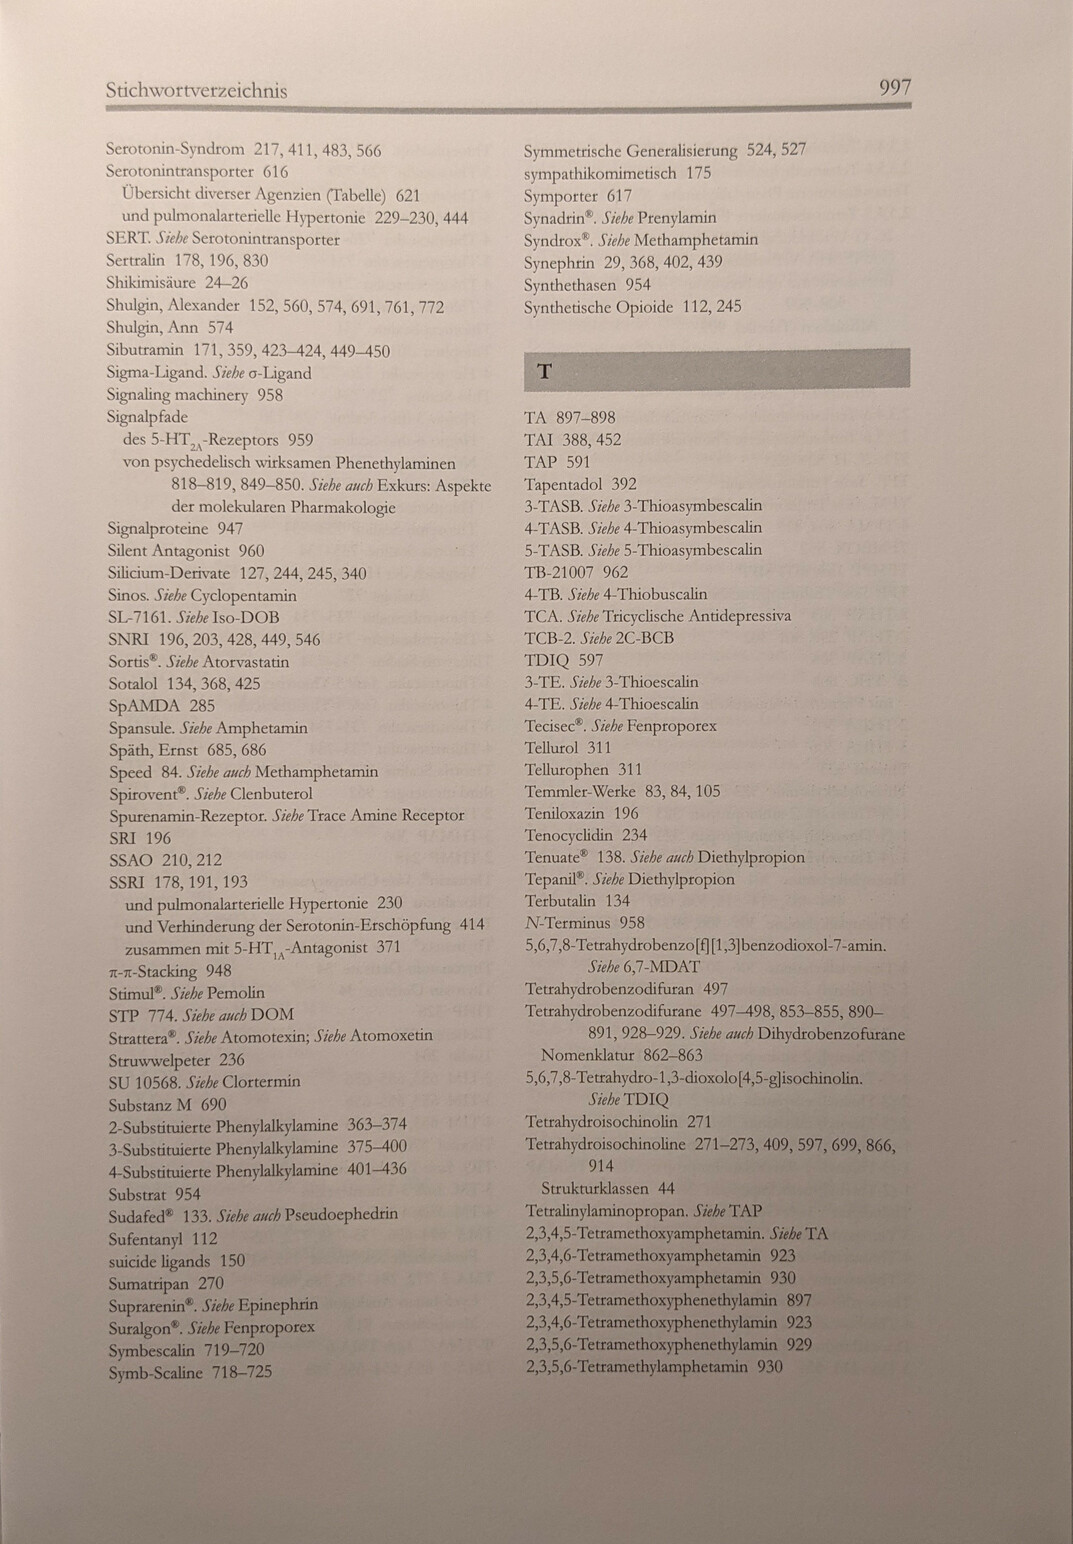 Stichwortverzeichnis 997
Serotonin-Syndrom 217, 411, 483, 566
Serotonintransporter 616
Übersicht diverser Agenzien (Tabelle) 621
und pulmonalarterielle Hypertonie 229–230, 444
SERT. Siehe Serotonintransporter
Sertralin 178, 196, 830
Shikimisäure 24–26
Shulgin, Alexander 152, 560, 574, 691, 761, 772
Shulgin, Ann 574
Sibutramin 171, 359, 423–424, 449–450
Sigma-Ligand. Siehe σ-Ligand
Signaling machinery 958
Signalpfade
des 5-HT2A-Rezeptors 959
von psychedelisch wirksamen Phenethylaminen
818–819, 849–850. Siehe auch Exkurs: Aspekte
der molekularen Pharmakologie
Signalproteine 947
Silent Antagonist 960
Silicium-Derivate 127, 244, 245, 340
Sinos. Siehe Cyclopentamin
SL-7161. Siehe Iso-DOB
SNRI 196, 203, 428, 449, 546
Sortis®. Siehe Atorvastatin
Sotalol 134, 368, 425
SpAMDA 285
Spansule. Siehe Amphetamin
Späth, Ernst 685, 686
Speed 84. Siehe auch Methamphetamin
Spirovent®. Siehe Clenbuterol
Spurenamin-Rezeptor. Siehe Trace Amine Receptor
SRI 196
SSAO 210, 212
SSRI 178, 191, 193
und pulmonalarterielle Hypertonie 230
und Verhinderung der Serotonin-Erschöpfung 414
zusammen mit 5-HT1A-Antagonist 371
π-π-Stacking 948
Stimul®. Siehe Pemolin
STP 774. Siehe auch DOM
Strattera®. Siehe Atomotexin; Siehe Atomoxetin
Struwwelpeter 236
SU 10568. Siehe Clortermin
Substanz M 690
2-Substituierte Phenylalkylamine 363–374
3-Substituierte Phenylalkylamine 375–400
4-Substituierte Phenylalkylamine 401–436
Substrat 954
Sudafed® 133. Siehe auch Pseudoephedrin
Sufentanyl 112
suicide ligands 150
Sumatripan 270
Suprarenin®. Siehe Epinephrin
Suralgon®. Siehe Fenproporex
Symbescalin 719–720
Symb-Scaline 718–725
Symmetrische Generalisierung 524, 527
sympathikomimetisch 175
Symporter 617
Synadrin®. Siehe Prenylamin
Syndrox®. Siehe Methamphetamin
Synephrin 29, 368, 402, 439
Synthethasen 954
Synthetische Opioide 112, 245
T
TA 897–898
TAI 388, 452
TAP 591
Tapentadol 392
3-TASB. Siehe 3-Thioasymbescalin
4-TASB. Siehe 4-Thioasymbescalin
5-TASB. Siehe 5-Thioasymbescalin
TB-21007 962
4-TB. Siehe 4-Thiobuscalin
TCA. Siehe Tricyclische Antidepressiva
TCB-2. Siehe 2C-BCB
TDIQ 597
3-TE. Siehe 3-Thioescalin
4-TE. Siehe 4-Thioescalin
Tecisec®. Siehe Fenproporex
Tellurol 311
Tellurophen 311
Temmler-Werke 83, 84, 105
Teniloxazin 196
Tenocyclidin 234
Tenuate® 138. Siehe auch Diethylpropion
Tepanil®. Siehe Diethylpropion
Terbutalin 134
N-Terminus 958
5,6,7,8-Tetrahydrobenzo[f][1,3]benzodioxol-7-amin.
Siehe 6,7-MDAT
Tetrahydrobenzodifuran 497
Tetrahydrobenzodifurane 497–498, 853–855, 890–
891, 928–929. Siehe auch Dihydrobenzofurane
Nomenklatur 862–863
5,6,7,8-Tetrahydro-1,3-dioxolo[4,5-g]isochinolin.
Siehe TDIQ
Tetrahydroisochinolin 271
Tetrahydroisochinoline 271–273, 409, 597, 699, 866,
914
Strukturklassen 44
Tetralinylaminopropan. Siehe TAP
2,3,4,5-Tetramethoxyamphetamin. Siehe TA
2,3,4,6-Tetramethoxyamphetamin 923
2,3,5,6-Tetramethoxyamphetamin 930
2,3,4,5-Tetramethoxyphenethylamin 897
2,3,4,6-Tetramethoxyphenethylamin 923
2,3,5,6-Tetramethoxyphenethylamin 929
2,3,5,6-Tetramethylamphetamin 930